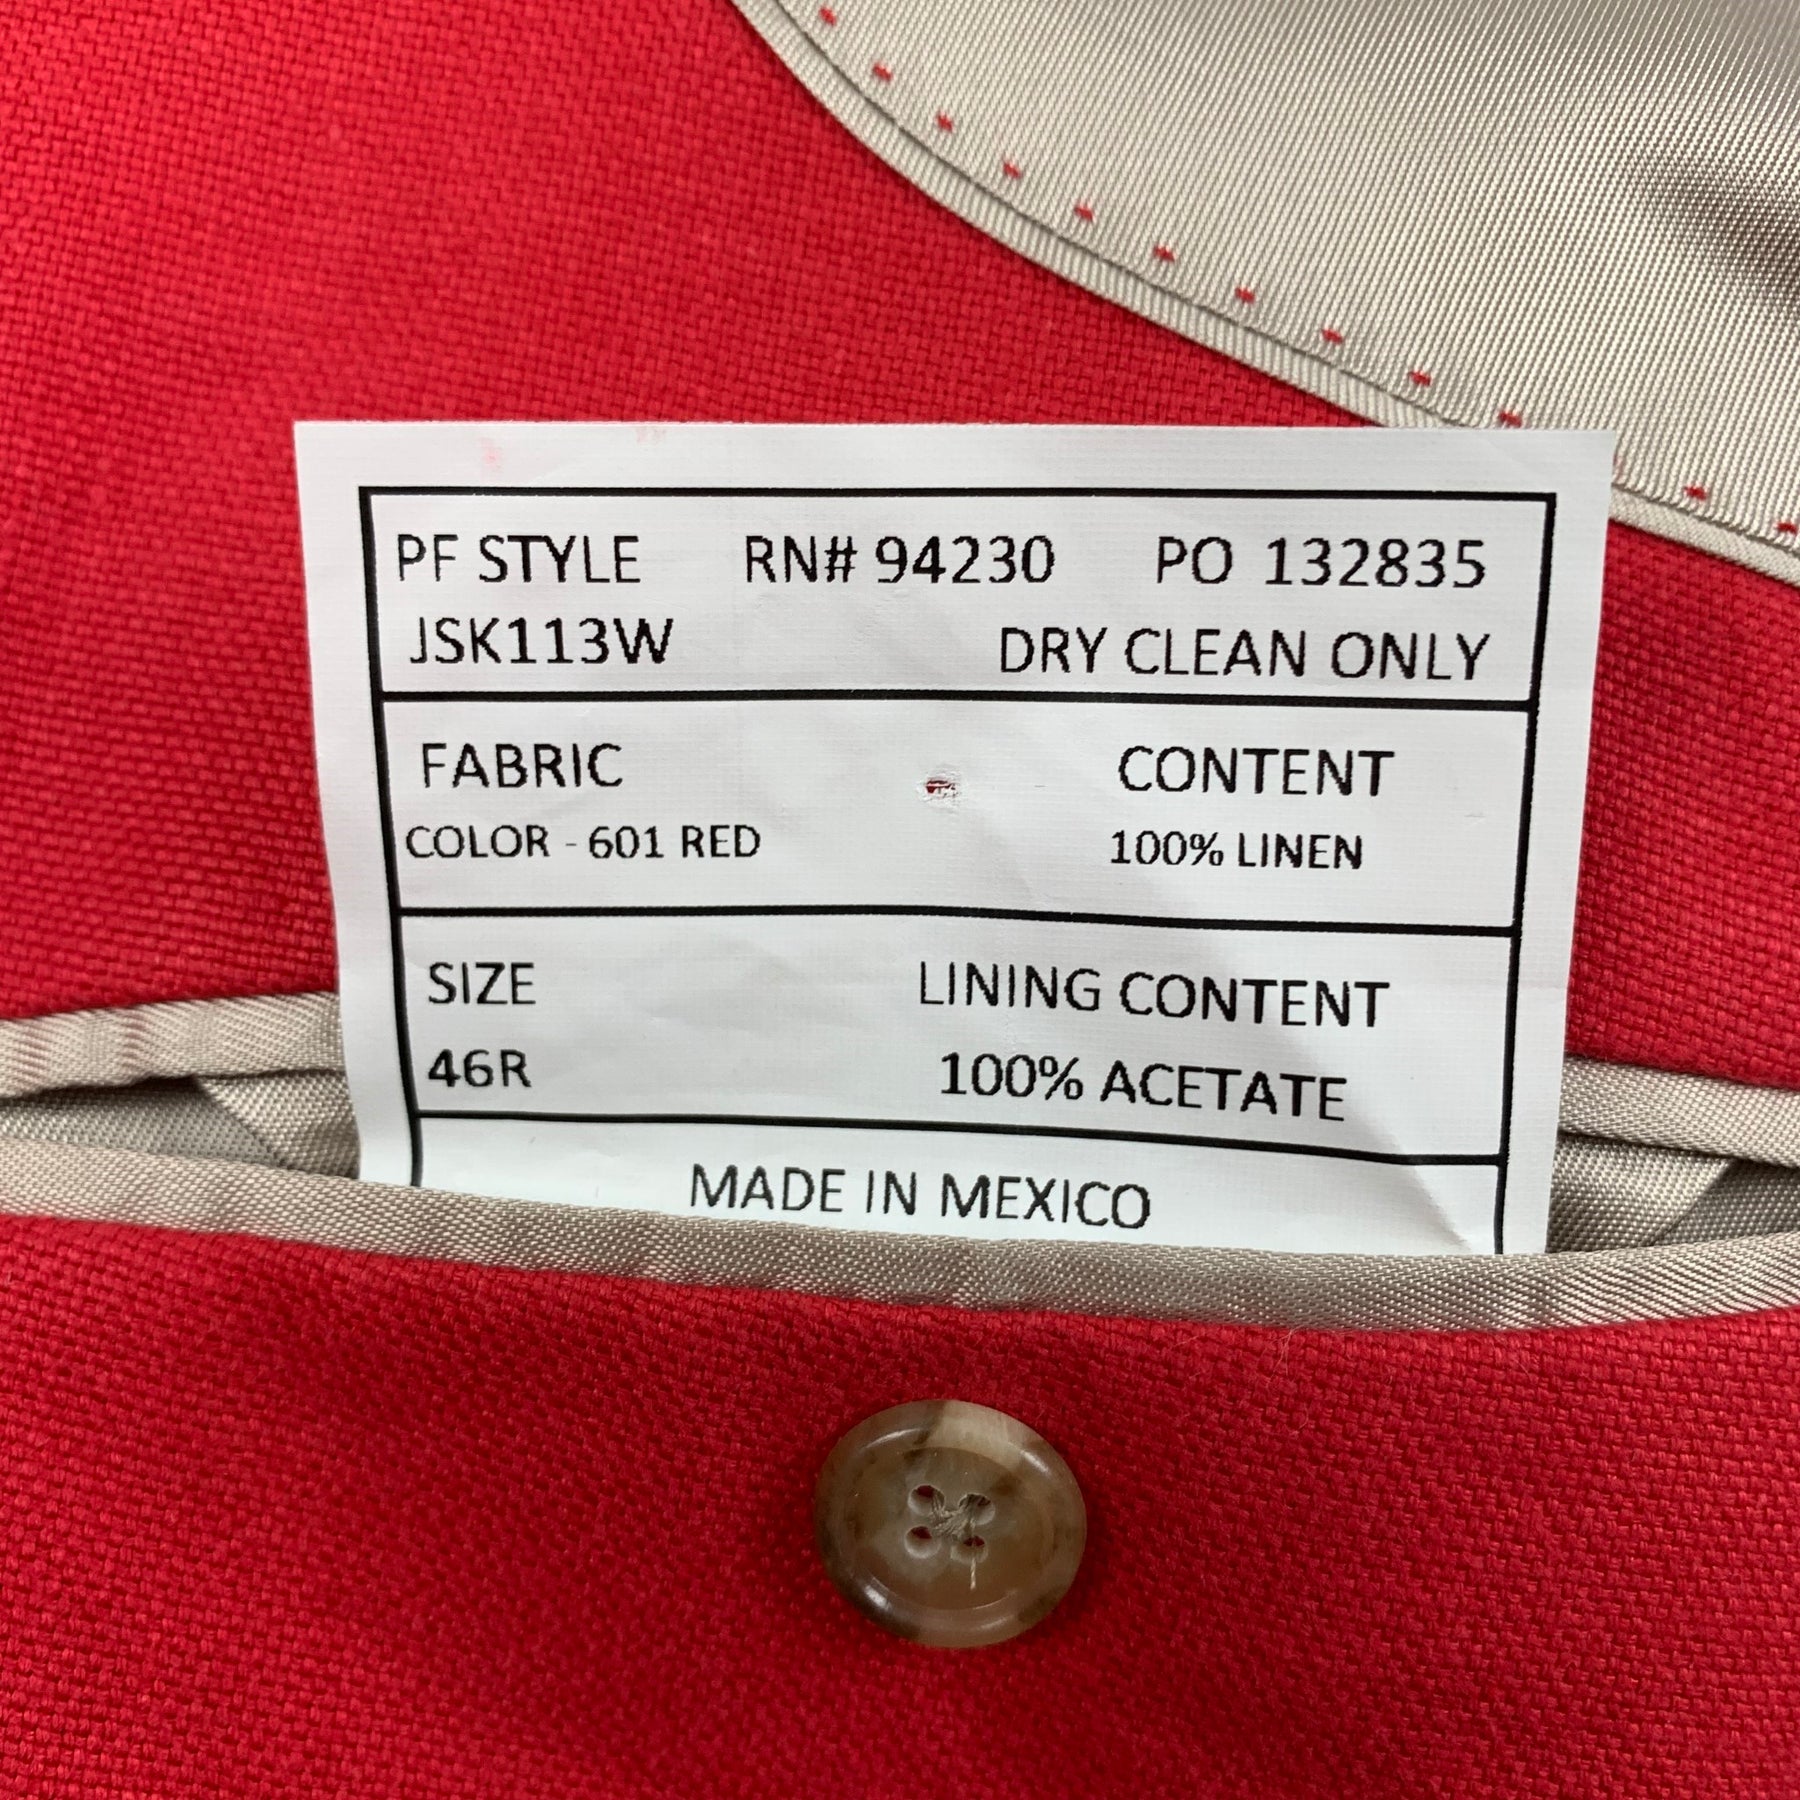 PF STYLE RN# 94230 PO 132835
JSK113W DRY CLEAN ONLY
FABRIC CONTENT
COLOR - 601 RED 100% LINEN
SIZE LINING CONTENT
46R 100% ACETATE
MADE IN MEXICO